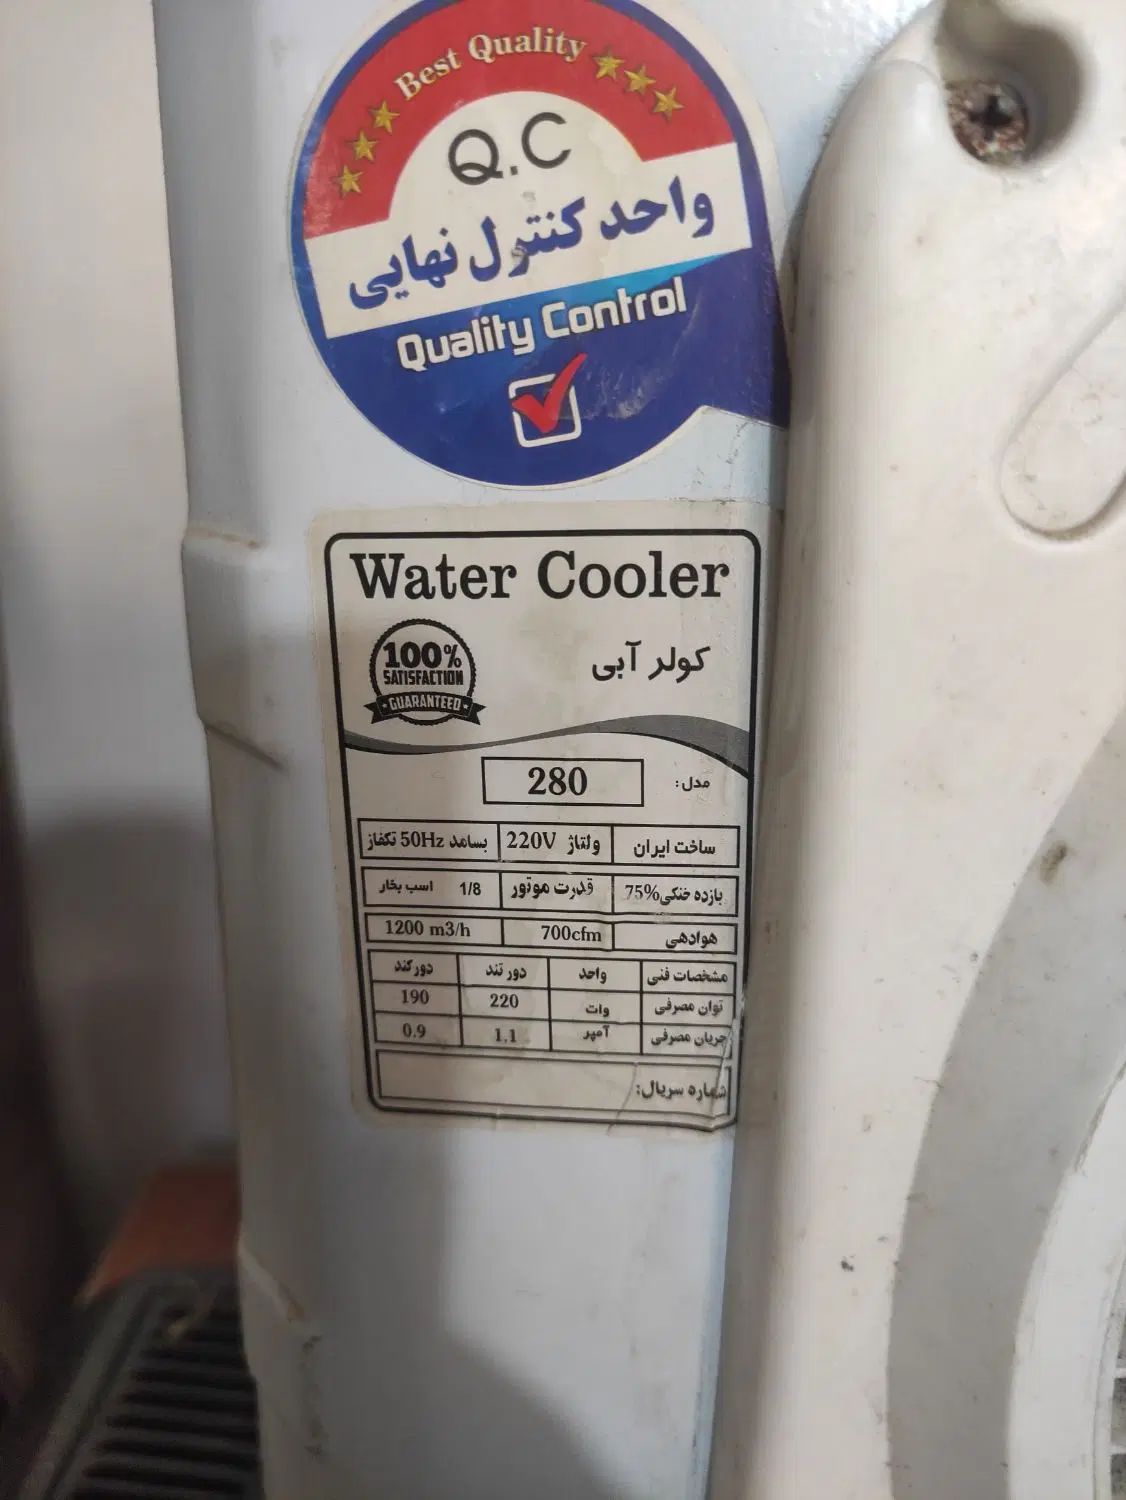 Best Quality
Q.C
واحد کنترل نهایی
Quality Control
Water Cooler
100%
SATISFACTION
GUARANTEED
کولر آبی
مدل: 280
ساخت ایران ولتاژ 220V بسامد 50Hz تکفاز
بازده خنکی 75% قدرت موتور 1/8 اسب بخار
هوادهی 700cfm 1200 m3/h
مشخصات فنی واحد دور تند دور کند
توان مصرفی وات 220 190
جریان مصرفی آمپر 1.1 0.9
شماره سریال: